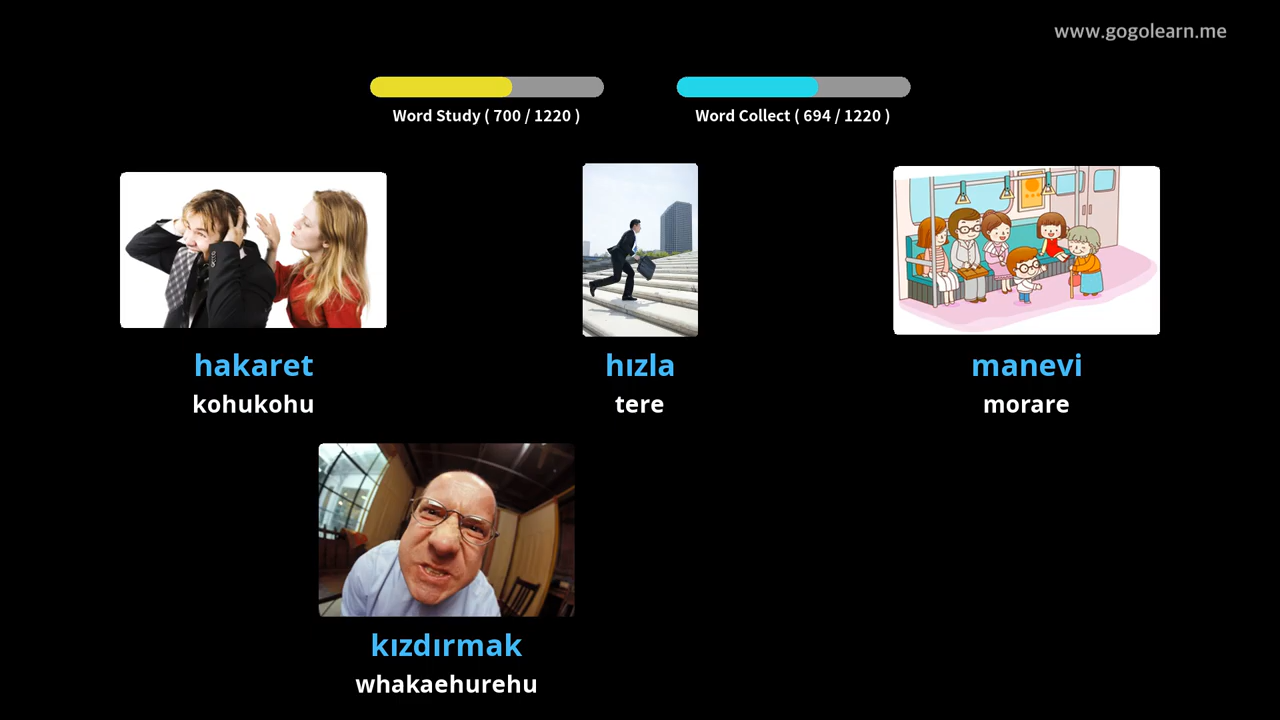 www.gogolearn.me
Word Study ( 700 / 1220 )
Word Collect ( 694 / 1220 )
hakaret
kohukohu
hızla
tere
manevi
morare
kızdırmak
whakaehurehu